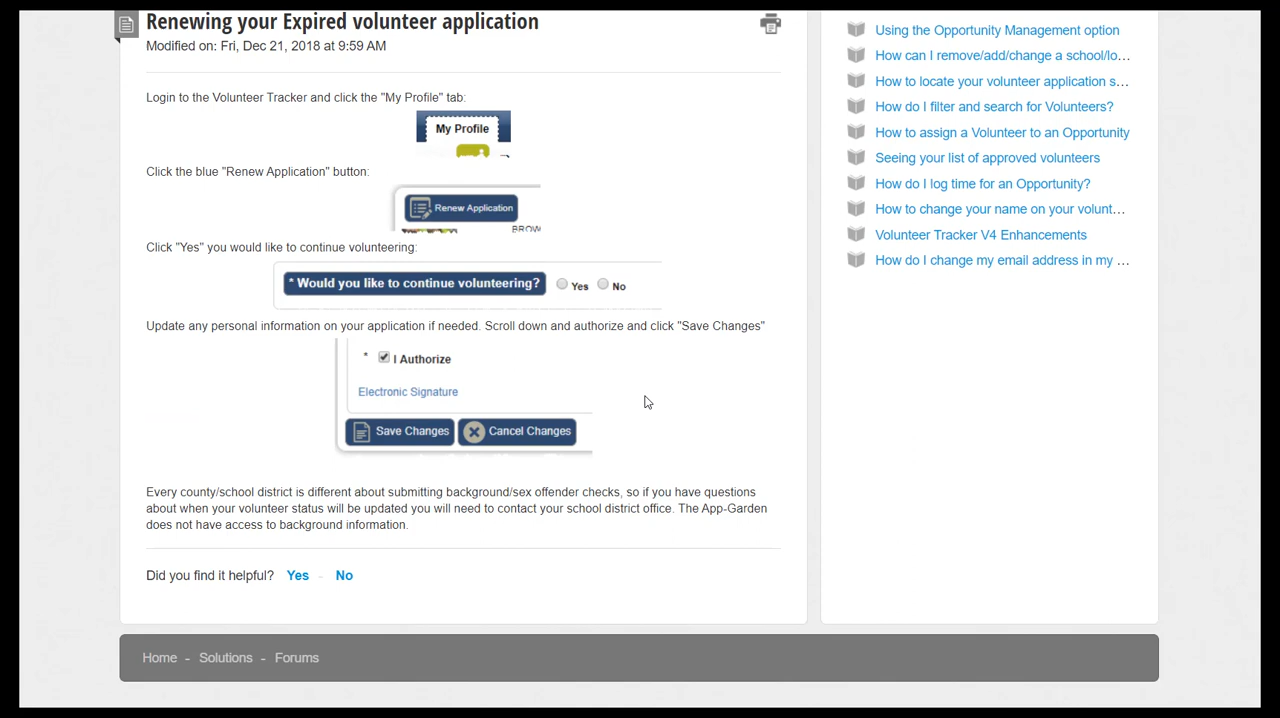 Renewing your Expired volunteer application
Modified on: Fri, Dec 21, 2018 at 9:59 AM
Login to the Volunteer Tracker and click the "My Profile" tab:
My Profile
Click the blue "Renew Application" button:
Renew Application
BROW
Click "Yes" you would like to continue volunteering:
* Would you like to continue volunteering? Yes No
Update any personal information on your application if needed. Scroll down and authorize and click "Save Changes"
* I Authorize
Electronic Signature
Save Changes Cancel Changes
Every county/school district is different about submitting background/sex offender checks, so if you have questions
about when your volunteer status will be updated you will need to contact your school district office. The App-Garden
does not have access to background information.
Did you find it helpful? Yes - No
Using the Opportunity Management option
How can I remove/add/change a school/lo...
How to locate your volunteer application s...
How do I filter and search for Volunteers?
How to assign a Volunteer to an Opportunity
Seeing your list of approved volunteers
How do I log time for an Opportunity?
How to change your name on your volunt...
Volunteer Tracker V4 Enhancements
How do I change my email address in my ...
Home - Solutions - Forums